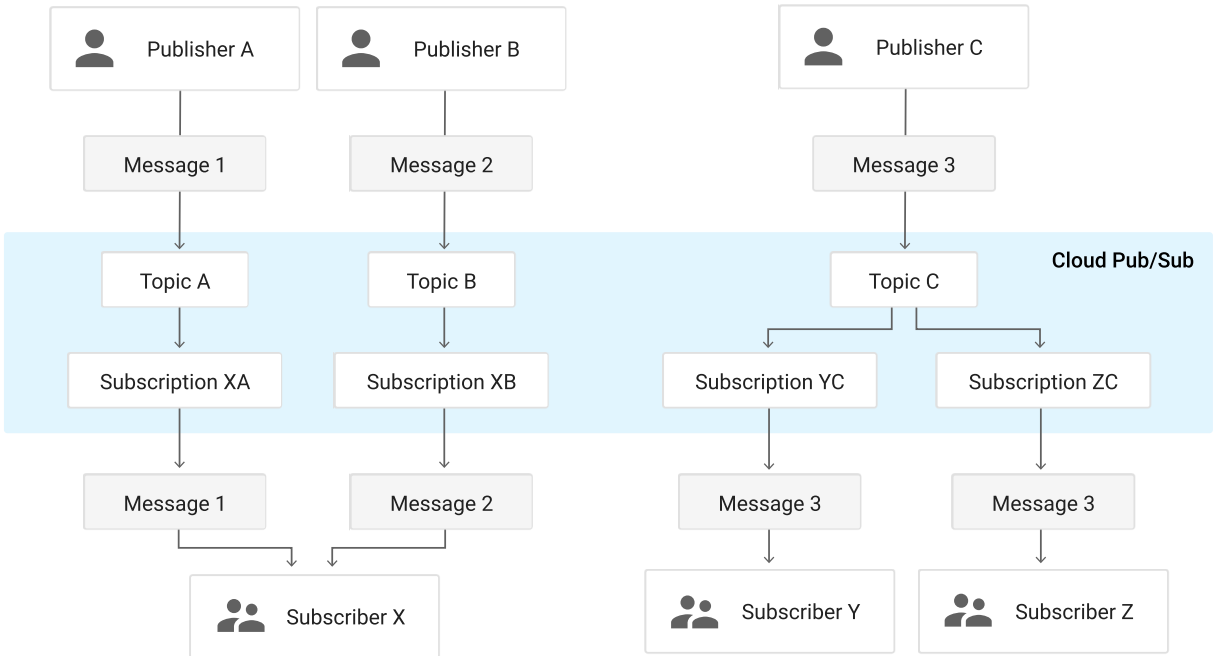 Publisher A
Publisher B
Publisher C
Message 1
Message 2
Message 3
Cloud Pub/Sub
Topic A
Topic B
Topic C
Subscription XA
Subscription XB
Subscription YC
Subscription ZC
Message 1
Message 2
Message 3
Message 3
Subscriber X
Subscriber Y
Subscriber Z